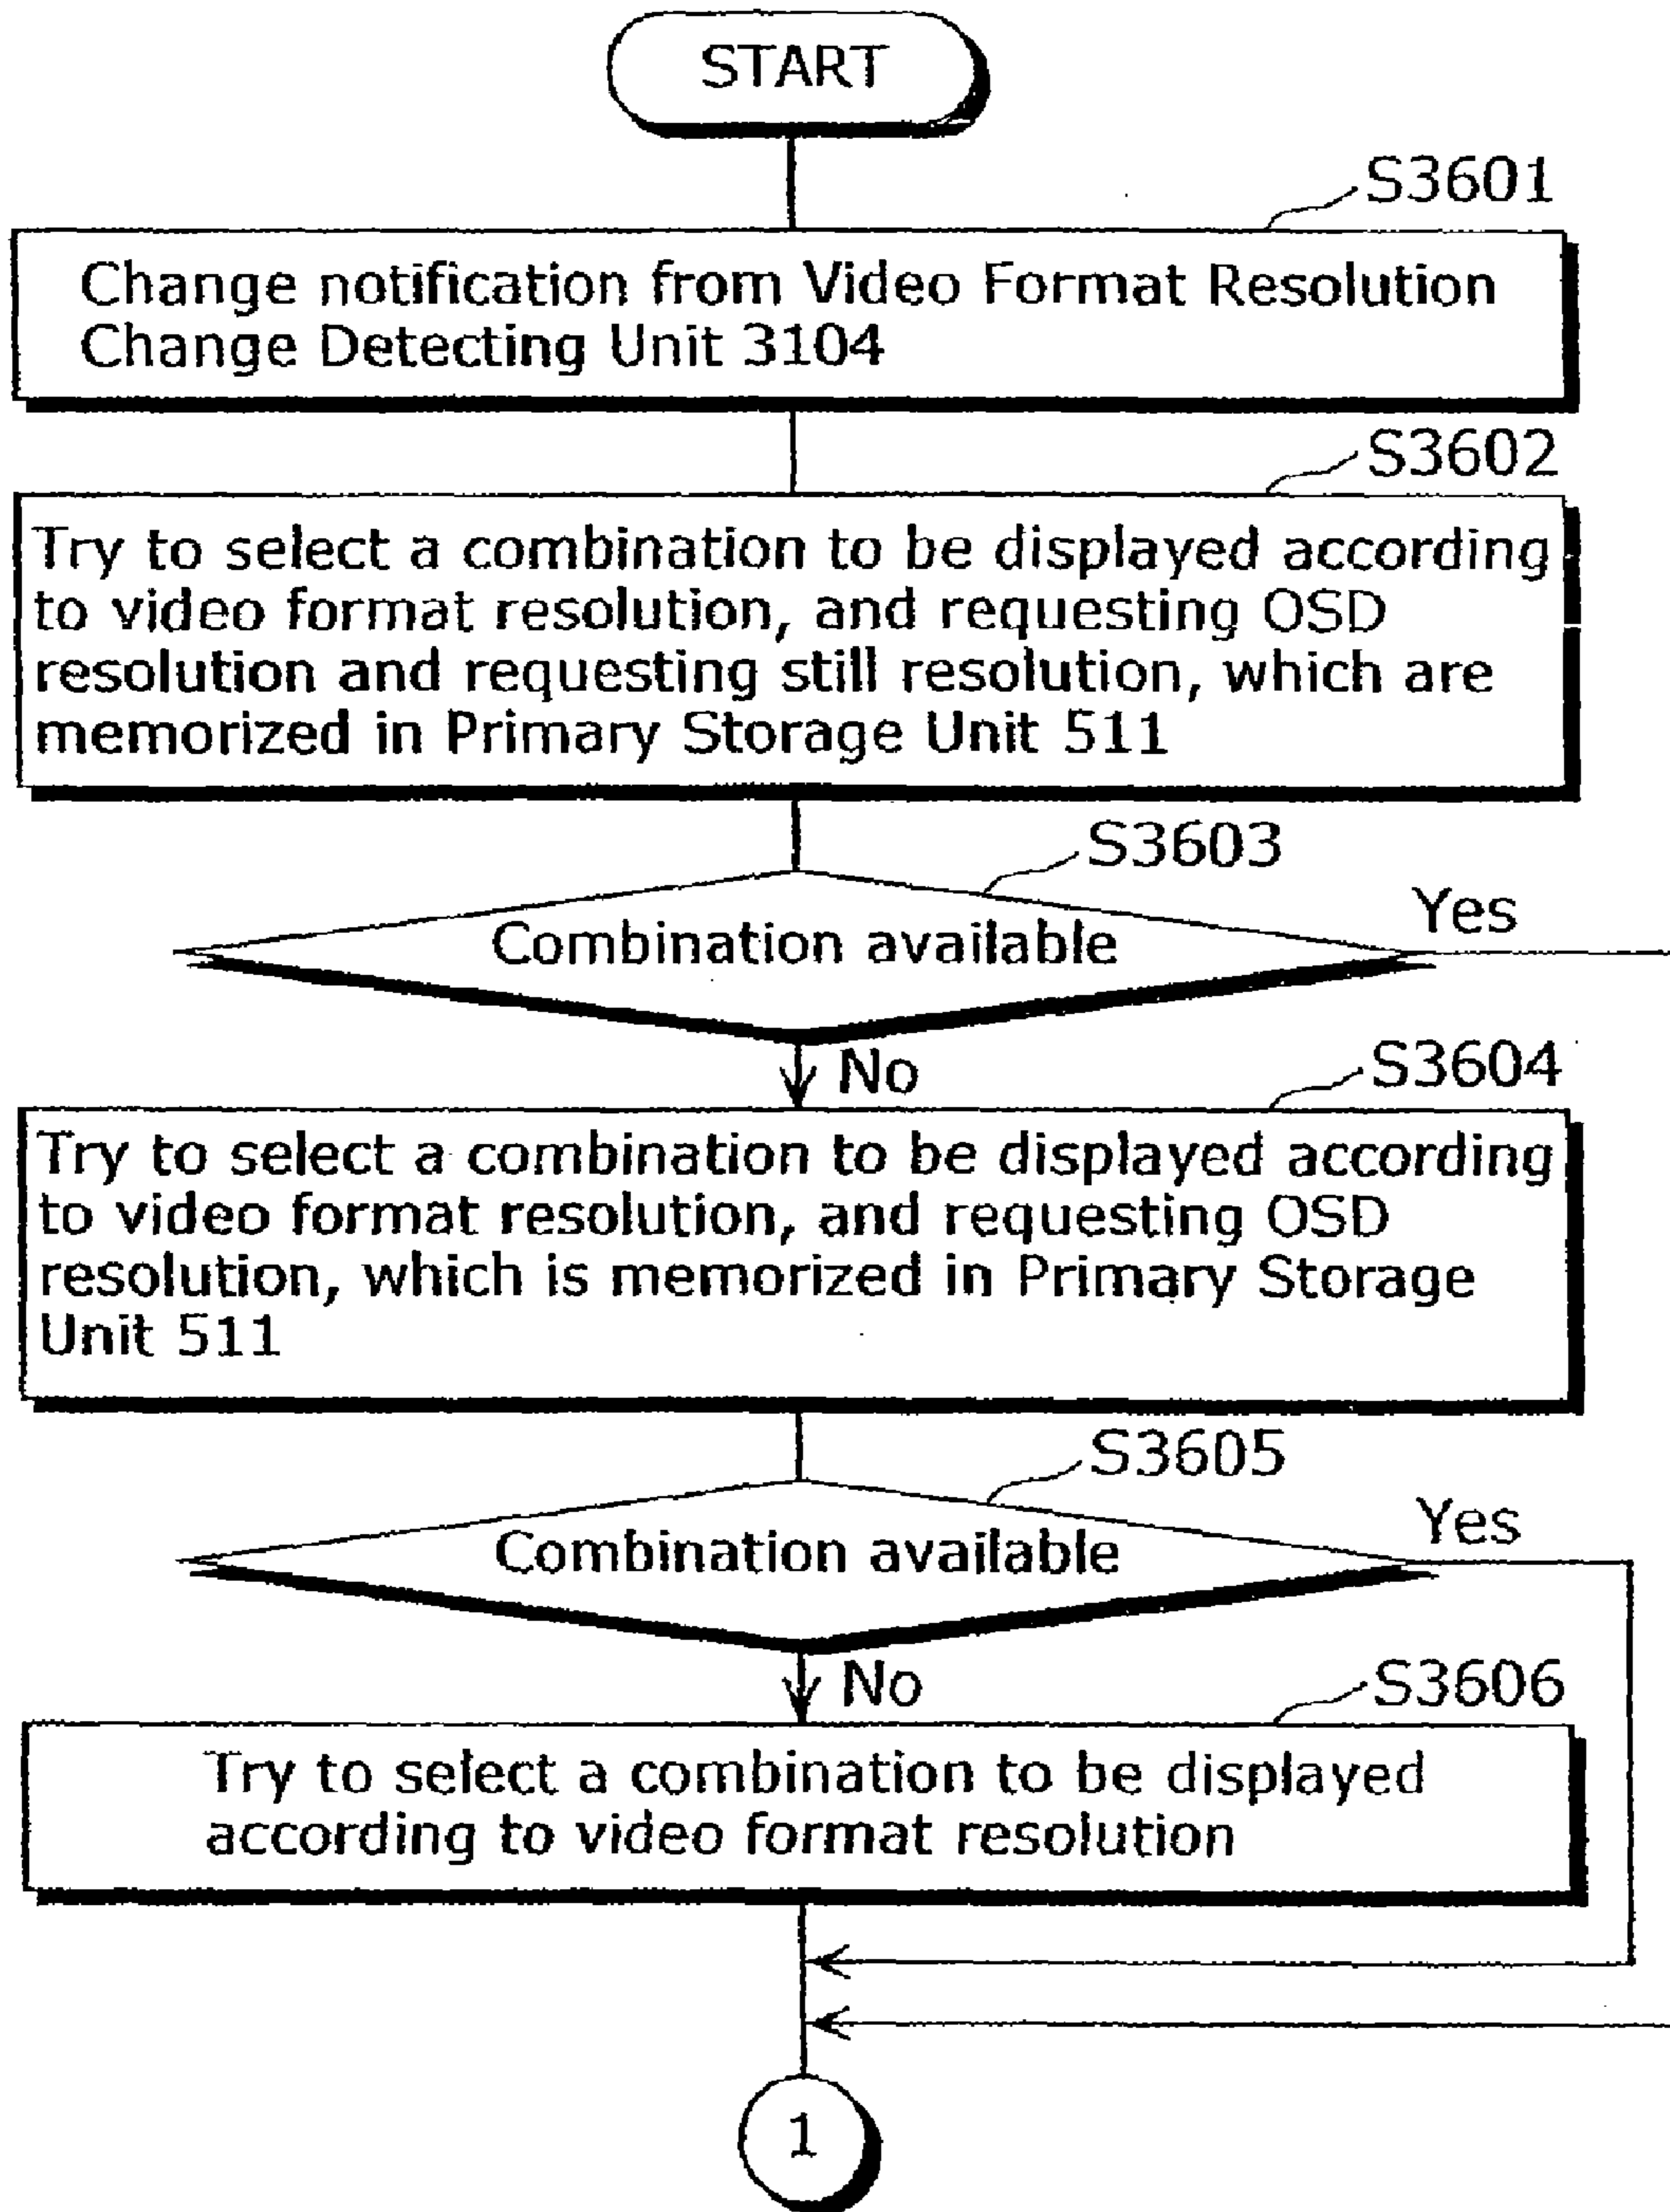 START
S3601
Change notification from Video Format Resolution
Change Detecting Unit 3104
S3602
Try to select a combination to be displayed according
to video format resolution, and requesting OSD
resolution and requesting still resolution, which are
memorized in Primary Storage Unit 511
S3603
Combination available
Yes
No
S3604
Try to select a combination to be displayed according
to video format resolution, and requesting OSD
resolution, which is memorized in Primary Storage
Unit 511
S3605
Combination available
Yes
No
S3606
Try to select a combination to be displayed
according to video format resolution
1